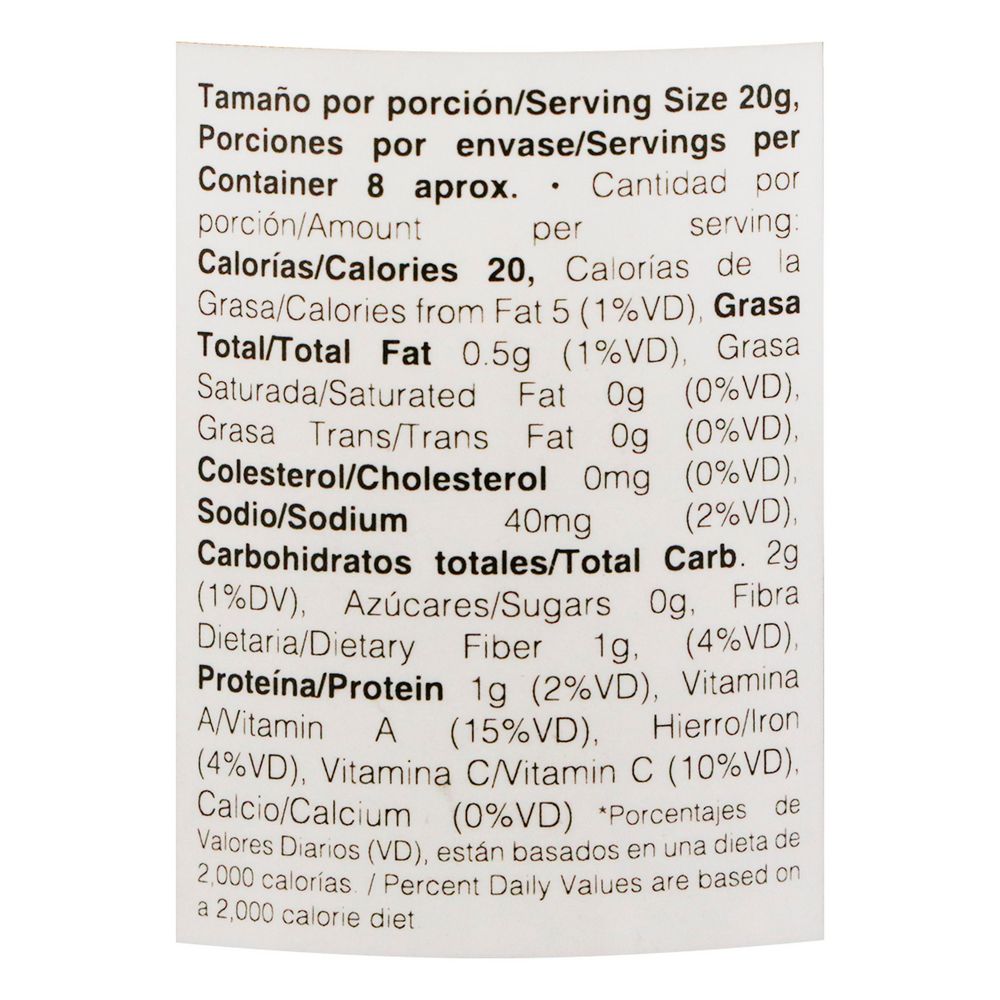 Tamaño por porción/Serving Size 20g,
Porciones por envase/Servings per
Container 8 aprox. • Cantidad por
porción/Amount per serving:
Calorías/Calories 20, Calorías de la
Grasa/Calories from Fat 5 (1%VD), Grasa
Total/Total Fat 0.5g (1%VD), Grasa
Saturada/Saturated Fat 0g (0%VD),
Grasa Trans/Trans Fat 0g (0%VD),
Colesterol/Cholesterol 0mg (0%VD),
Sodio/Sodium 40mg (2%VD),
Carbohidratos totales/Total Carb. 2g
(1%DV), Azúcares/Sugars 0g, Fibra
Dietaria/Dietary Fiber 1g, (4%VD),
Proteína/Protein 1g (2%VD), Vitamina
A/Vitamin A (15%VD), Hierro/Iron
(4%VD), Vitamina C/Vitamin C (10%VD),
Calcio/Calcium (0%VD) *Porcentajes de
Valores Diarios (VD), están basados en una dieta de
2,000 calorías. / Percent Daily Values are based on
a 2,000 calorie diet